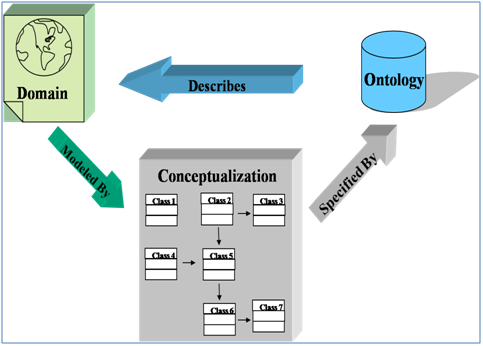 Domain
Describes
Ontology
Modeled By
Specified By
Conceptualization
Class 1
Class 2
Class 3
Class 4
Class 5
Class 6
Class 7